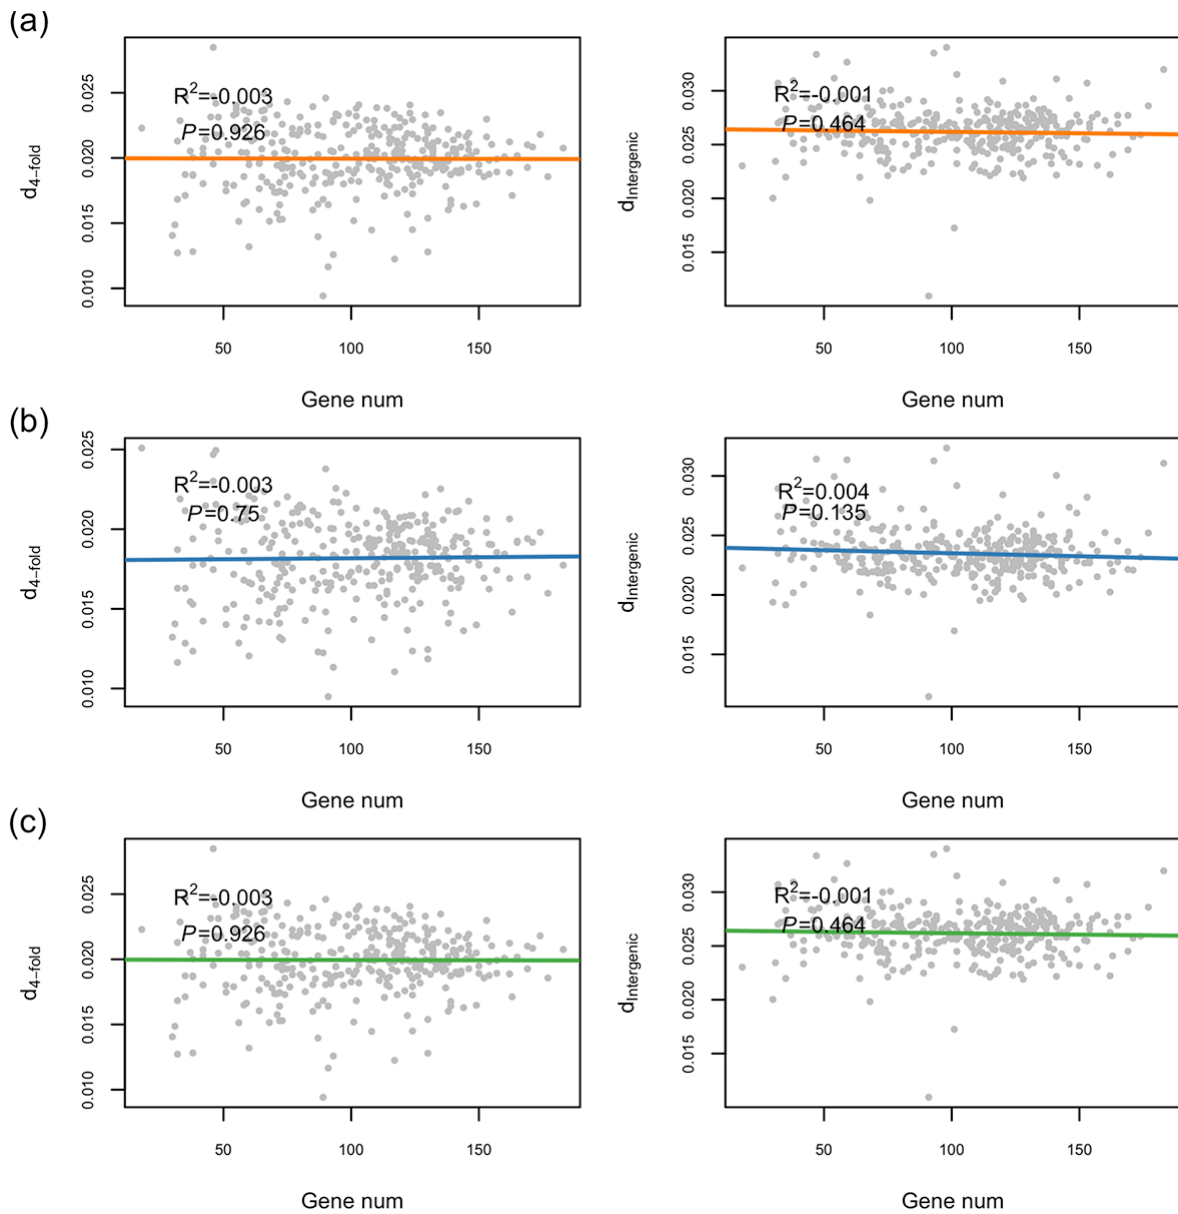 (a)
d4−fold
0.010 0.015 0.020 0.025
R2=-0.003
P=0.926
50 100 150
Gene num
dIntergenic
0.015 0.020 0.025 0.030
R2=-0.001
P=0.464
50 100 150
Gene num
(b)
d4−fold
0.010 0.015 0.020 0.025
R2=-0.003
P=0.75
50 100 150
Gene num
dIntergenic
0.015 0.020 0.025 0.030
R2=0.004
P=0.135
50 100 150
Gene num
(c)
d4−fold
0.010 0.015 0.020 0.025
R2=-0.003
P=0.926
50 100 150
Gene num
dIntergenic
0.015 0.020 0.025 0.030
R2=-0.001
P=0.464
50 100 150
Gene num